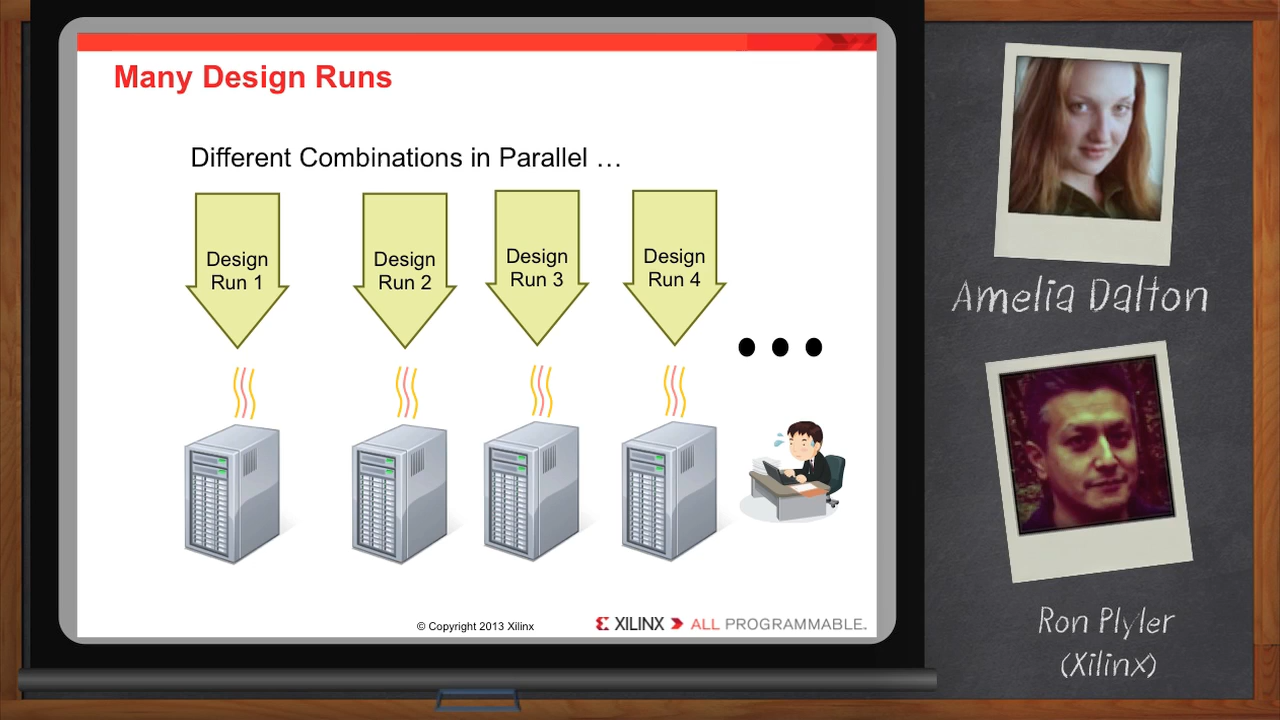 Many Design Runs
Different Combinations in Parallel …
Design
Run 1
Design
Run 2
Design
Run 3
Design
Run 4
© Copyright 2013 Xilinx
XILINX ALL PROGRAMMABLE.
Amelia Dalton
Ron Plyler
(Xilinx)